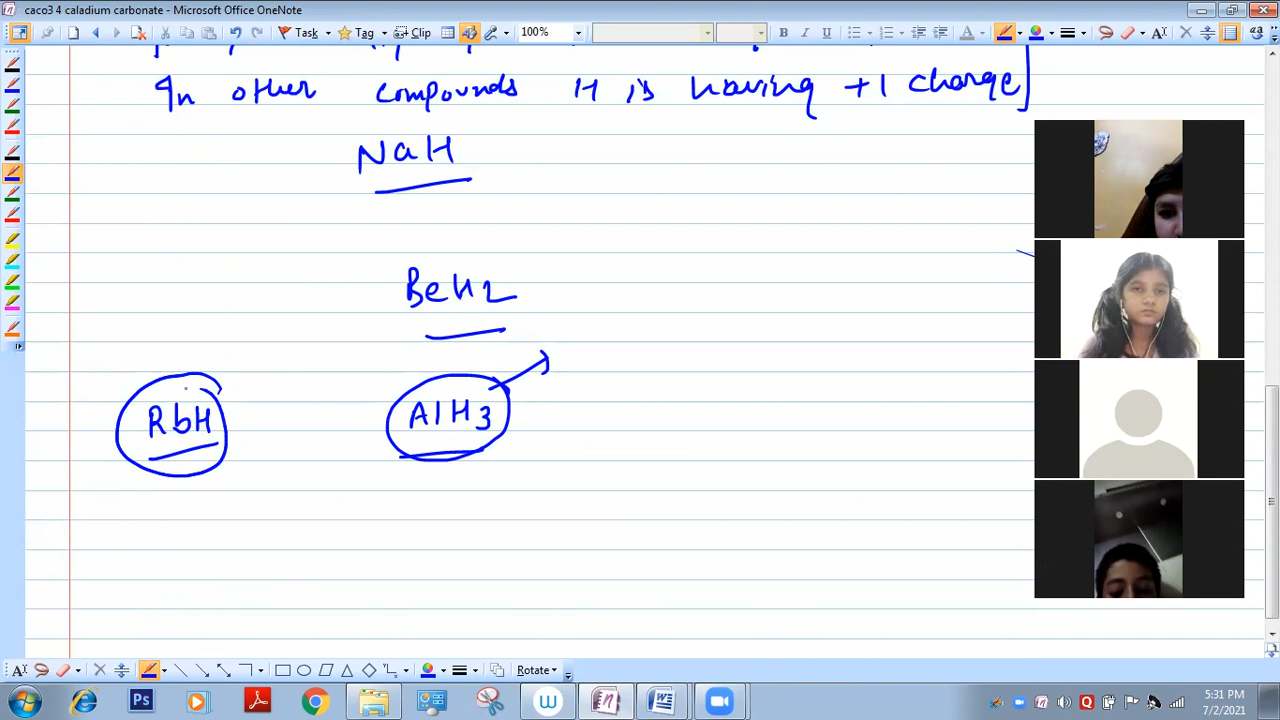 caco3 4 caladium carbonate - Microsoft Office OneNote
Task Tag Clip 100% B I U
In other compounds H is having +1 charge]
NaH
BeH2
RbH AlH3
Rotate
Ps W
5:31 PM
7/2/2021